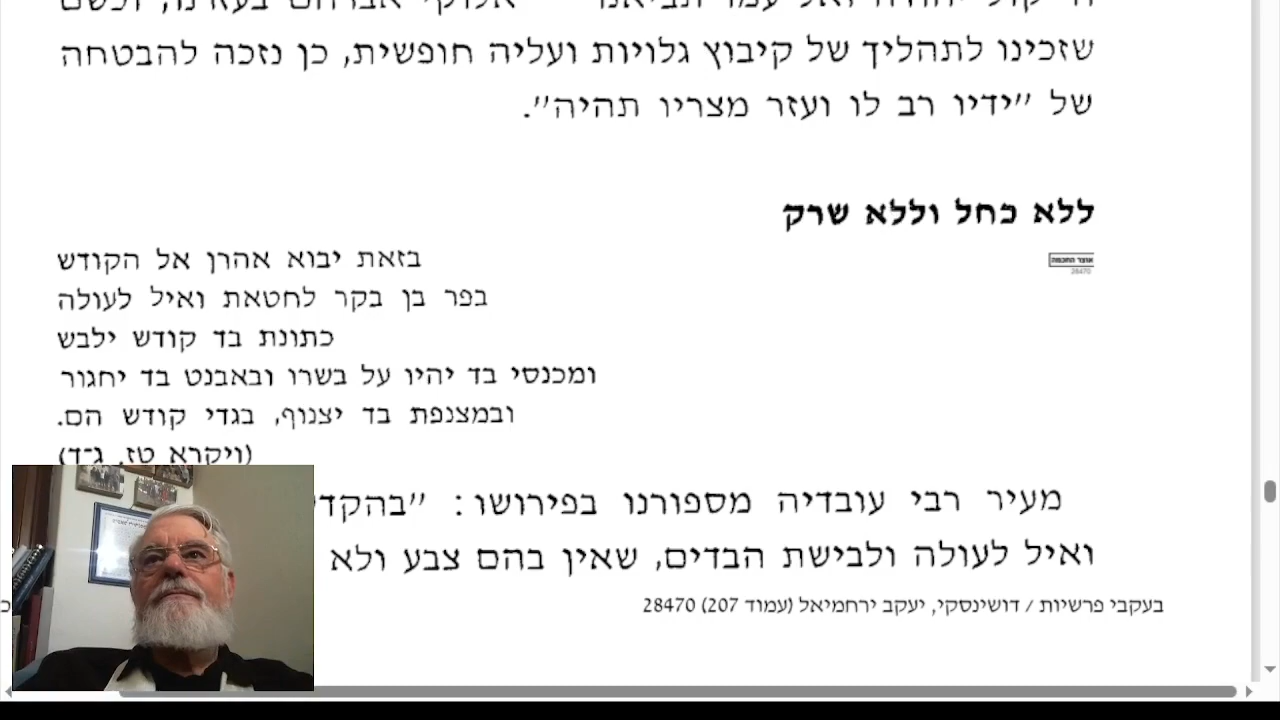 שזכינו לתהליך של קיבוץ גלויות ועליה חופשית, כן נזכה להבטחה
של ״ידיו רב לו ועזר מצריו תהיה״.
ללא כחל וללא שרק
אוצר החכמה
28470
בזאת יבוא אהרן אל הקודש
בפר בן בקר לחטאת ואיל לעולה
כתונת בד קודש ילבש
ומכנסי בד יהיו על בשרו ובאבנט בד יחגור
ובמצנפת בד יצנוף, בגדי קודש הם.
(ויקרא טז, ג־ד)
מעיר רבי עובדיה מספורנו בפירושו: ״בהקד
ואיל לעולה ולבישת הבדים, שאין בהם צבע ולא
בעקבי פרשיות / דושינסקי, יעקב ירחמיאל (עמוד 207) 28470